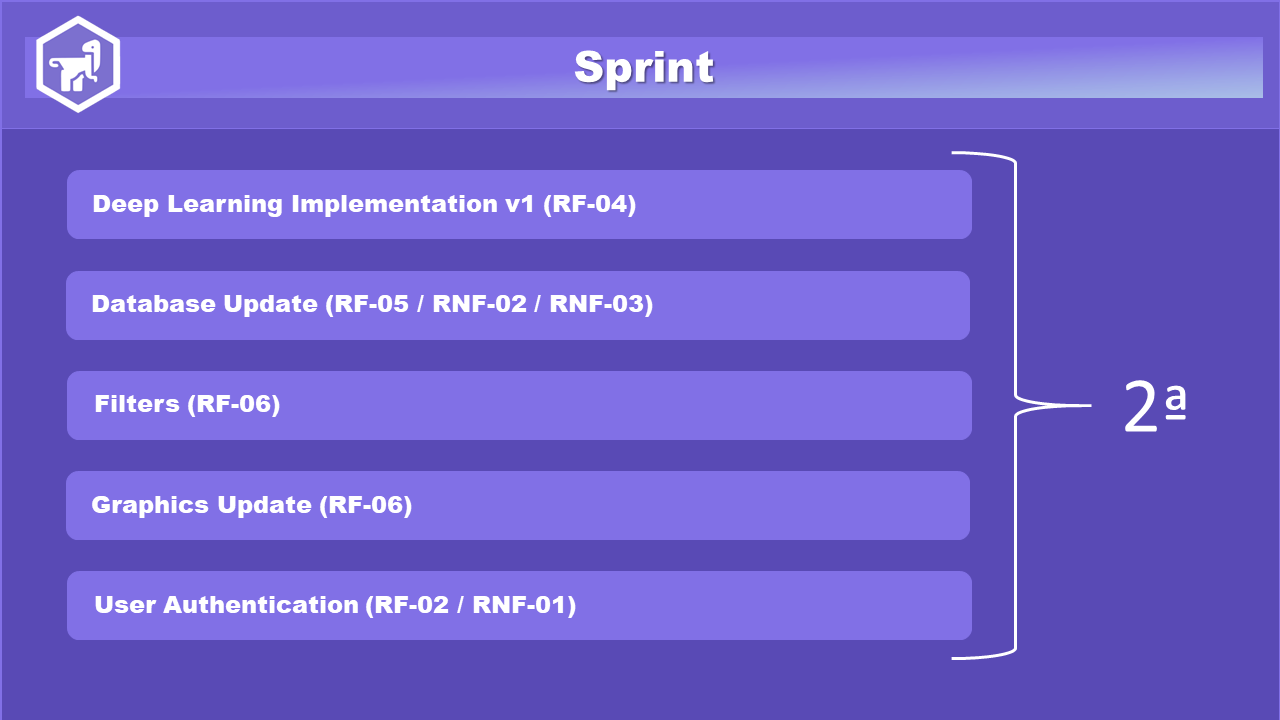 Sprint
Deep Learning Implementation v1 (RF-04)
Database Update (RF-05 / RNF-02 / RNF-03)
Filters (RF-06)
Graphics Update (RF-06)
User Authentication (RF-02 / RNF-01)
2ª